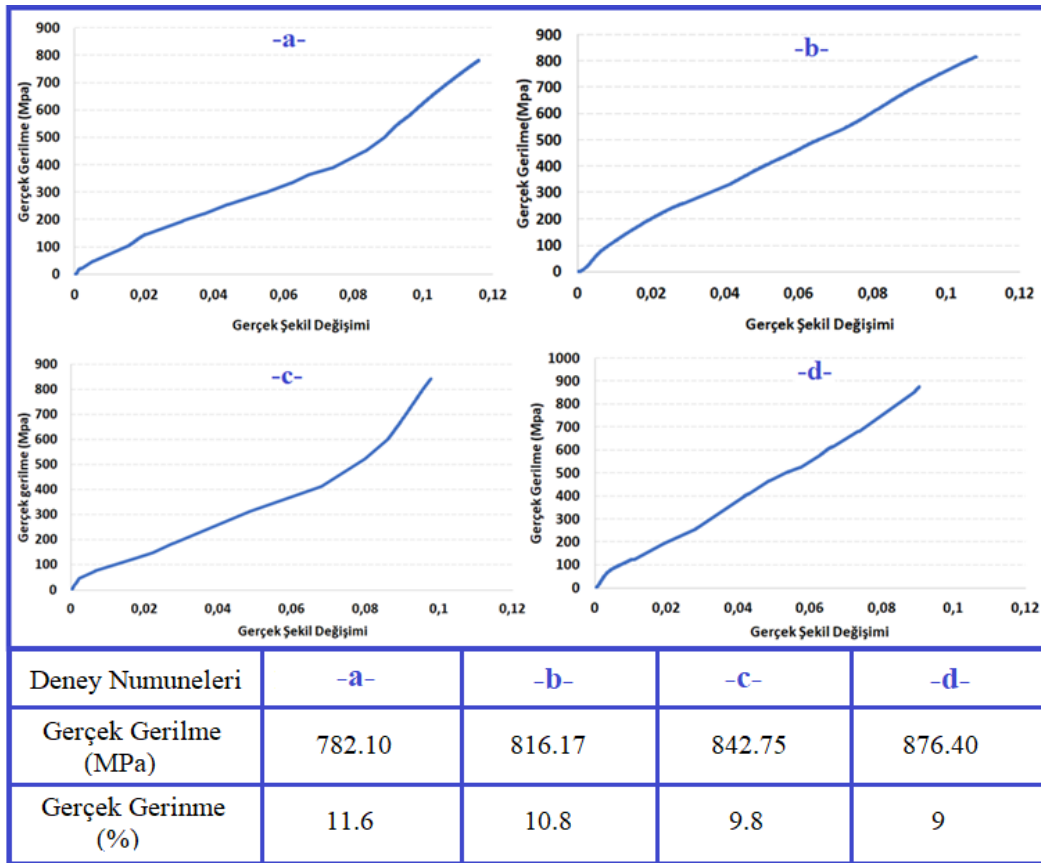 -a-
Gerçek Gerilme (Mpa)
900
800
700
600
500
400
300
200
100
0
0 0,02 0,04 0,06 0,08 0,1 0,12
Gerçek Şekil Değişimi
-b-
Gerçek Gerilme(Mpa)
900
800
700
600
500
400
300
200
100
0
0 0,02 0,04 0,06 0,08 0,1 0,12
Gerçek Şekil Değişimi
-c-
Gerçek gerilme (Mpa)
900
800
700
600
500
400
300
200
100
0
0 0,02 0,04 0,06 0,08 0,1 0,12
Gerçek Şekil Değişimi
-d-
Gerçek Gerilme (Mpa)
1000
900
800
700
600
500
400
300
200
100
0
0 0,02 0,04 0,06 0,08 0,1 0,12
Gerçek Şekil Değişimi
Deney Numuneleri -a- -b- -c- -d-
Gerçek Gerilme
(MPa) 782.10 816.17 842.75 876.40
Gerçek Gerinme
(%) 11.6 10.8 9.8 9